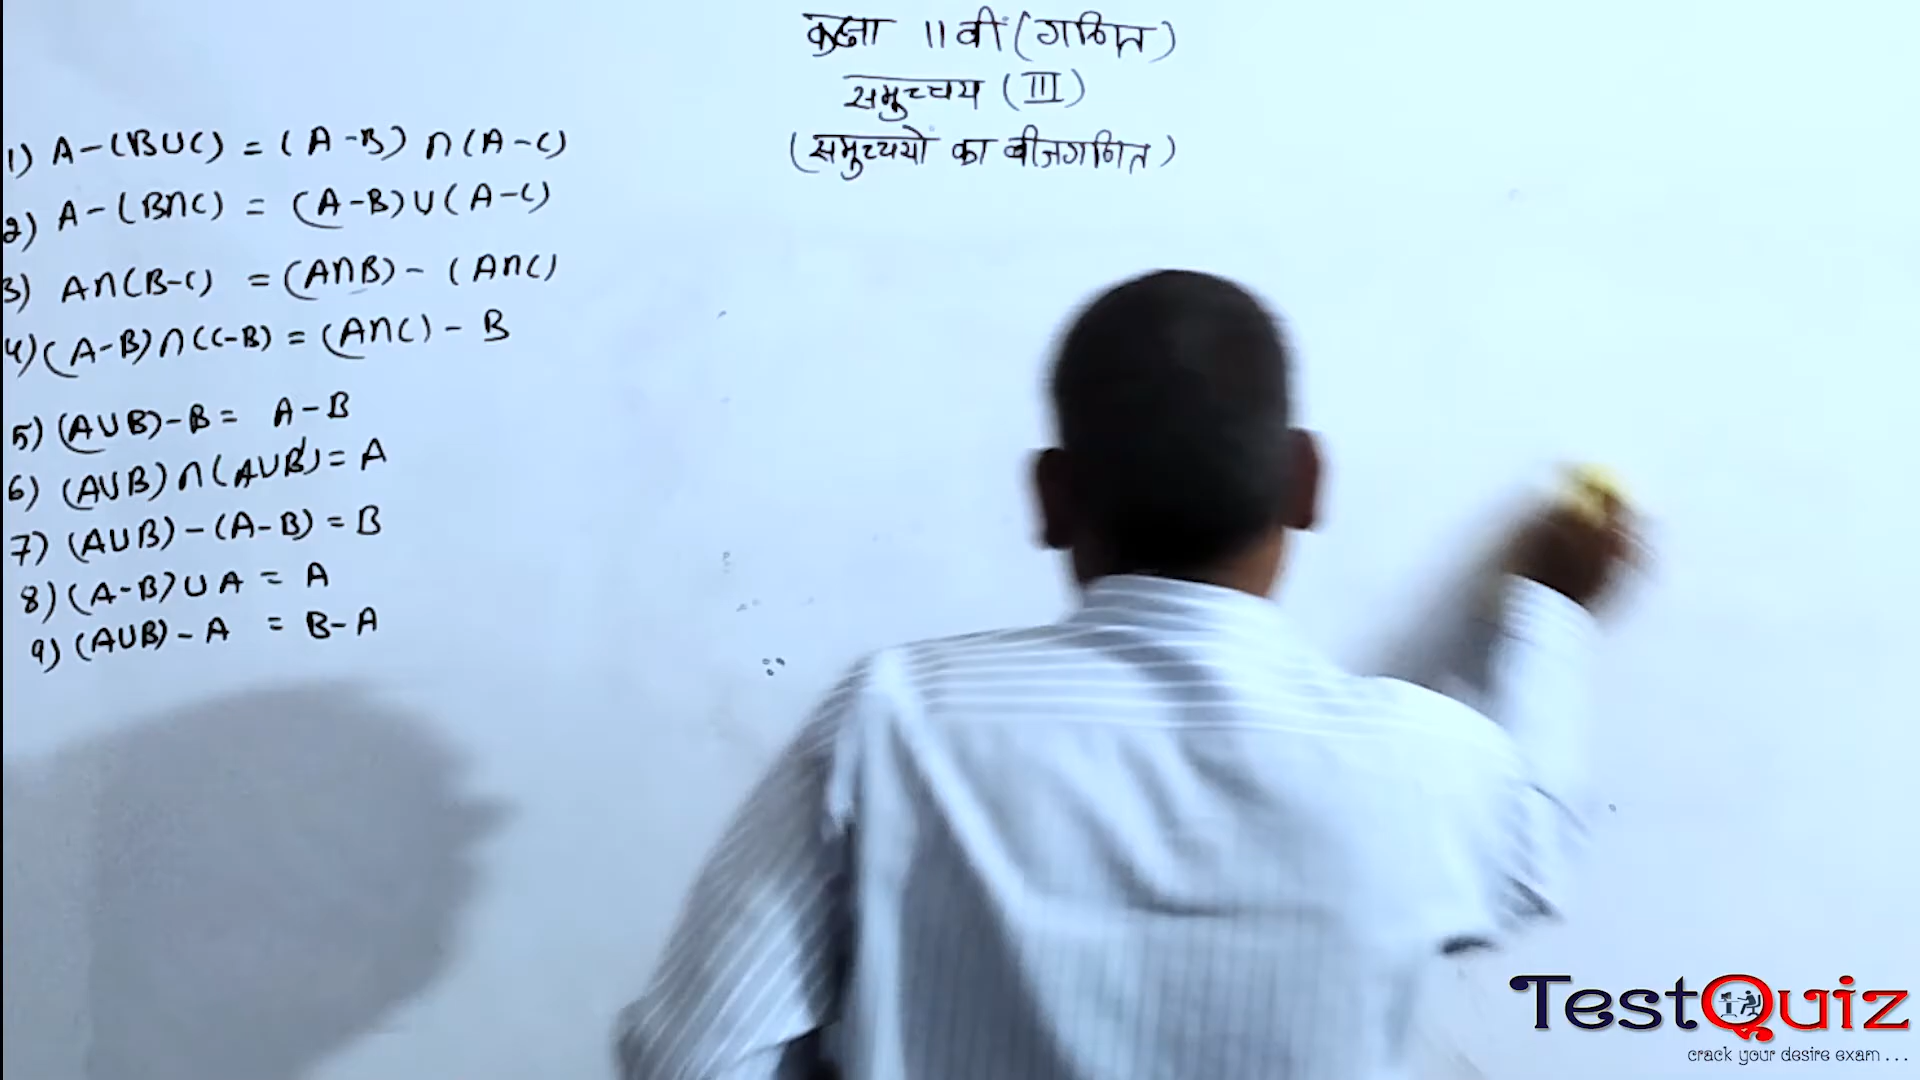 कक्षा 11वीं (गणित)
समुच्चय (III)
(समुच्चयों का बीजगणित)
1) A-(B∪C) = (A-B) ∩ (A-C)
2) A-(B∩C) = (A-B)∪(A-C)
3) A∩(B-C) = (A∩B)-(A∩C)
4) (A-B)∩(C-B) = (A∩C)-B
5) (A∪B)-B = A-B
6) (A∪B)∩(A∪B') = A
7) (A∪B)-(A-B) = B
8) (A-B)∪A = A
9) (A∪B)-A = B-A
TestQuiz
crack your desire exam...